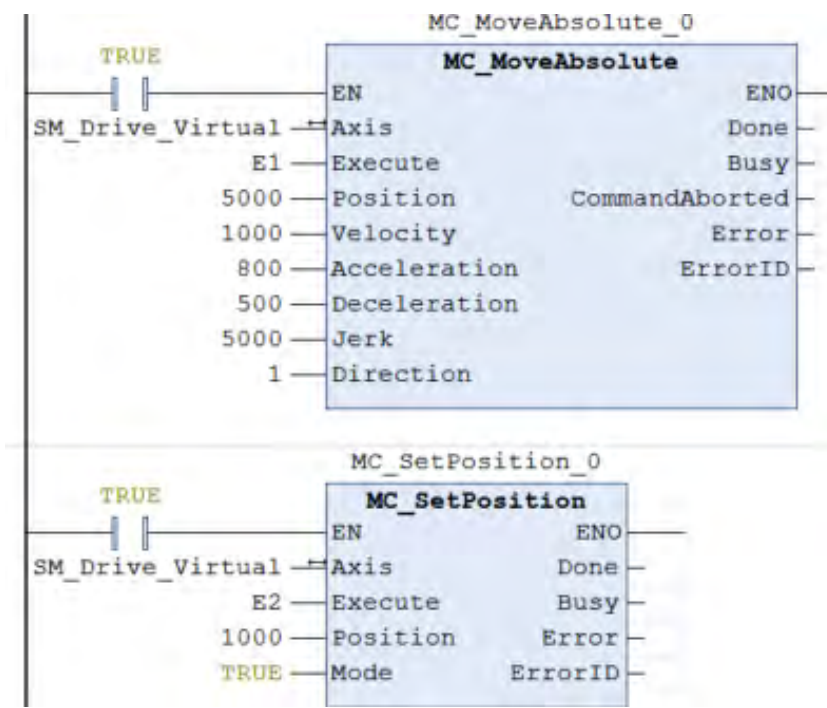 MC_MoveAbsolute_0
TRUE
MC_MoveAbsolute
EN ENO
SM_Drive_Virtual Axis Done
E1 Execute Busy
5000 Position CommandAborted
1000 Velocity Error
800 Acceleration ErrorID
500 Deceleration
5000 Jerk
1 Direction
MC_SetPosition_0
TRUE
MC_SetPosition
EN ENO
SM_Drive_Virtual Axis Done
E2 Execute Busy
1000 Position Error
TRUE Mode ErrorID